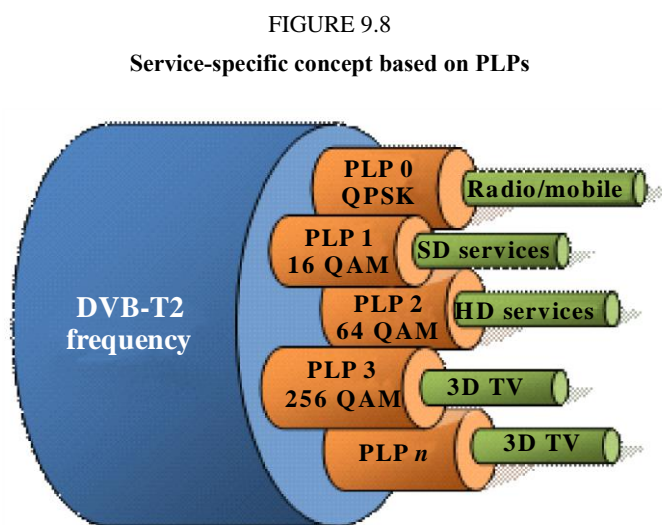 FIGURE 9.8
Service-specific concept based on PLPs
PLP 0
QPSK
Radio/mobile
PLP 1
16 QAM
SD services
DVB-T2
frequency
PLP 2
64 QAM
HD services
PLP 3
256 QAM
3D TV
PLP n
3D TV